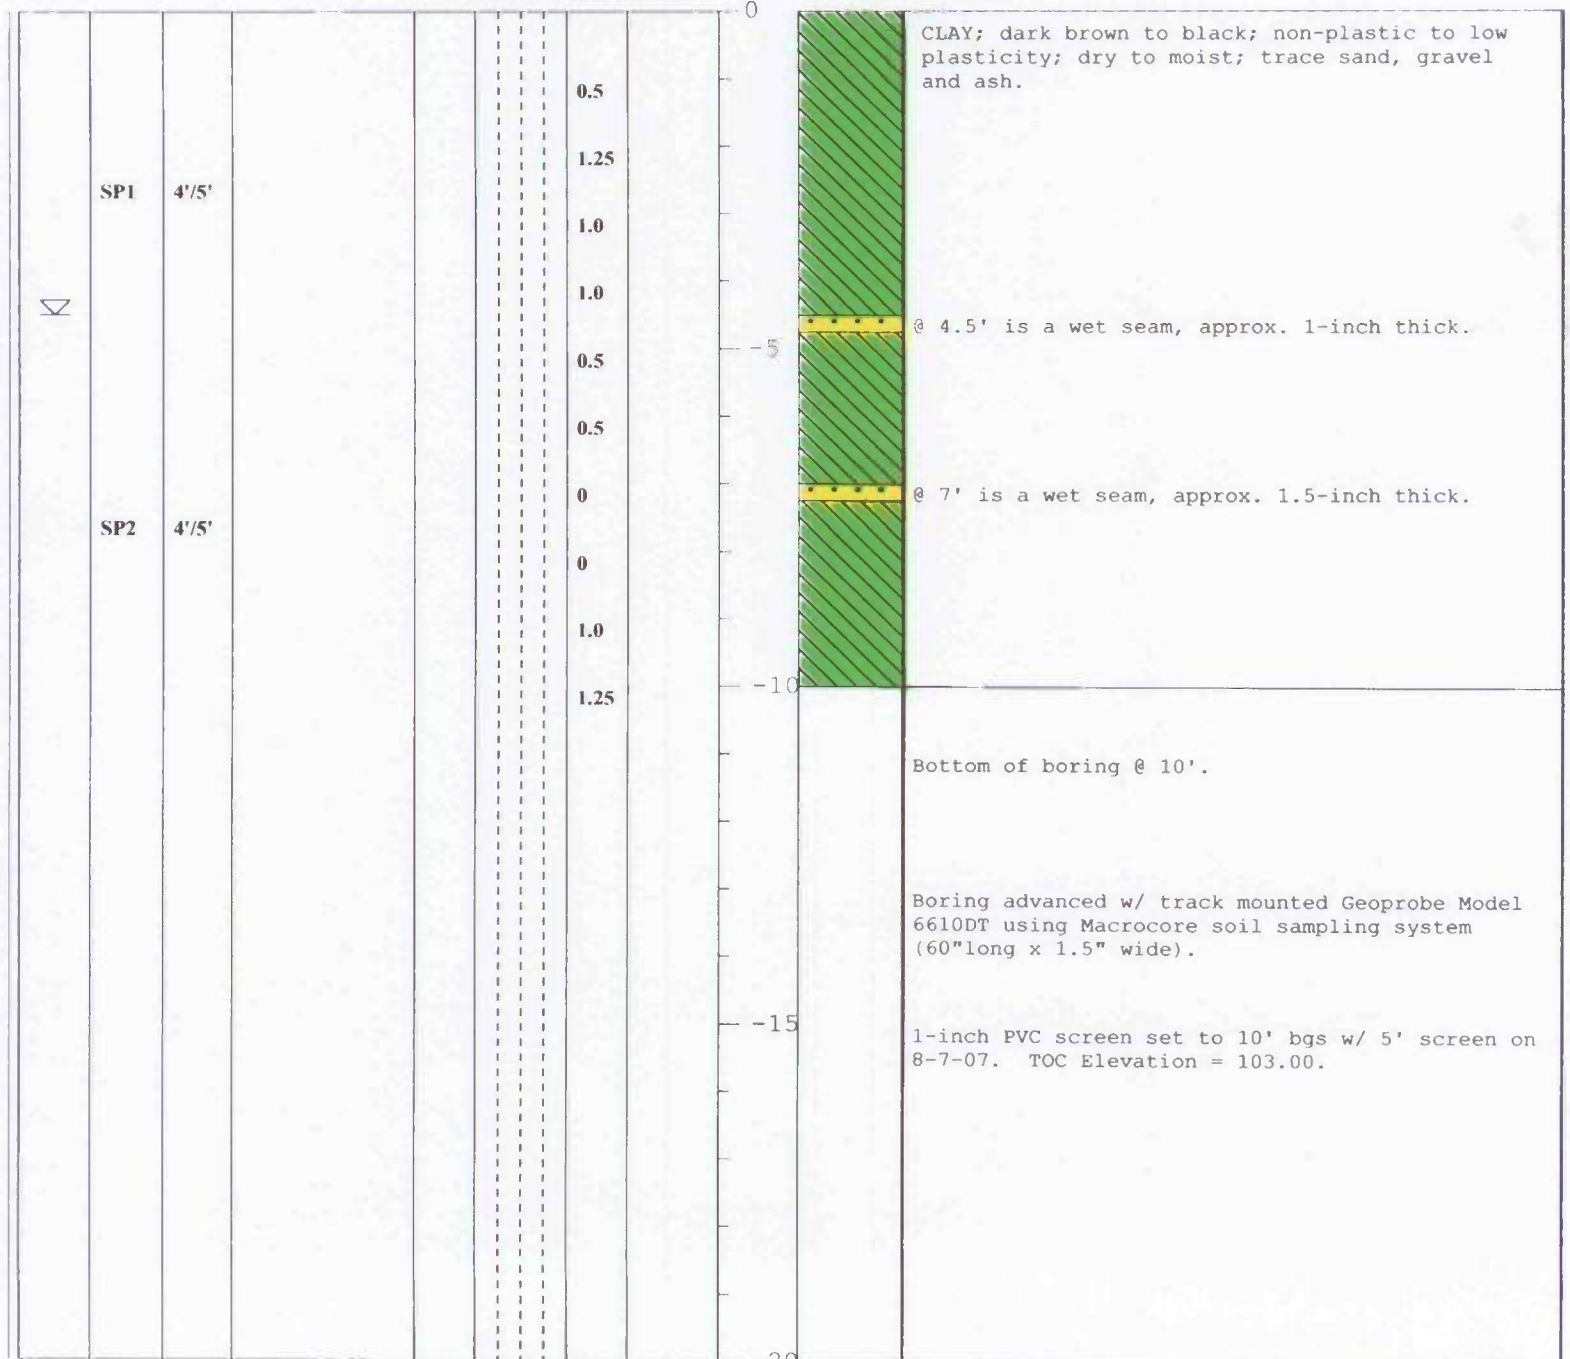 0
CLAY; dark brown to black; non-plastic to low
plasticity; dry to moist; trace sand, gravel
and ash.
0.5
1.25
SP1 4'/5'
1.0
1.0
@ 4.5' is a wet seam, approx. 1-inch thick.
-5
0.5
0.5
0
@ 7' is a wet seam, approx. 1.5-inch thick.
SP2 4'/5'
0
1.0
-10
1.25
Bottom of boring @ 10'.
Boring advanced w/ track mounted Geoprobe Model
6610DT using Macrocore soil sampling system
(60"long x 1.5" wide).
-15
1-inch PVC screen set to 10' bgs w/ 5' screen on
8-7-07. TOC Elevation = 103.00.